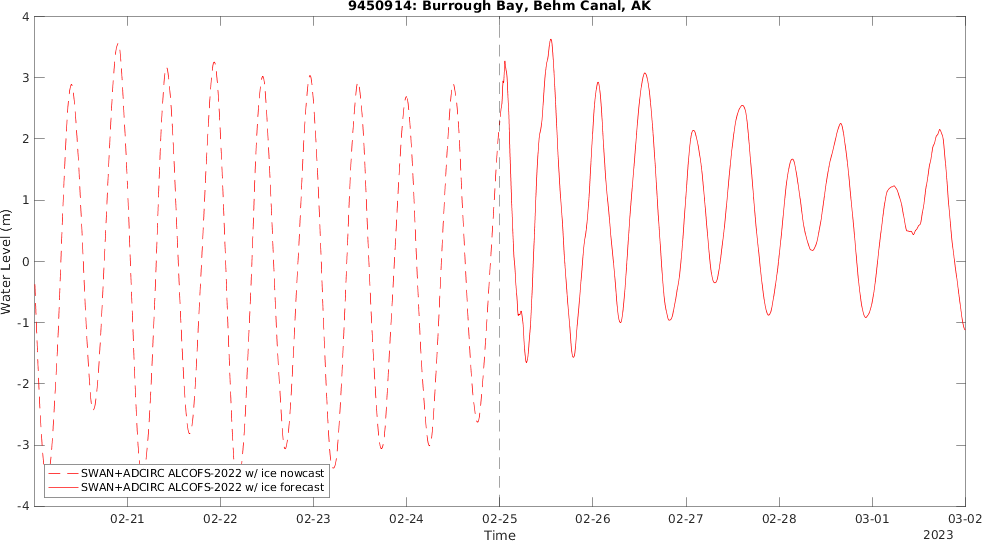 9450914: Burrough Bay, Behm Canal, AK
4
3
2
1
0
-1
-2
-3
-4
Water Level (m)
SWAN+ADCIRC ALCOFS-2022 w/ ice nowcast
SWAN+ADCIRC ALCOFS-2022 w/ ice forecast
02-21 02-22 02-23 02-24 02-25 02-26 02-27 02-28 03-01 03-02
Time
2023